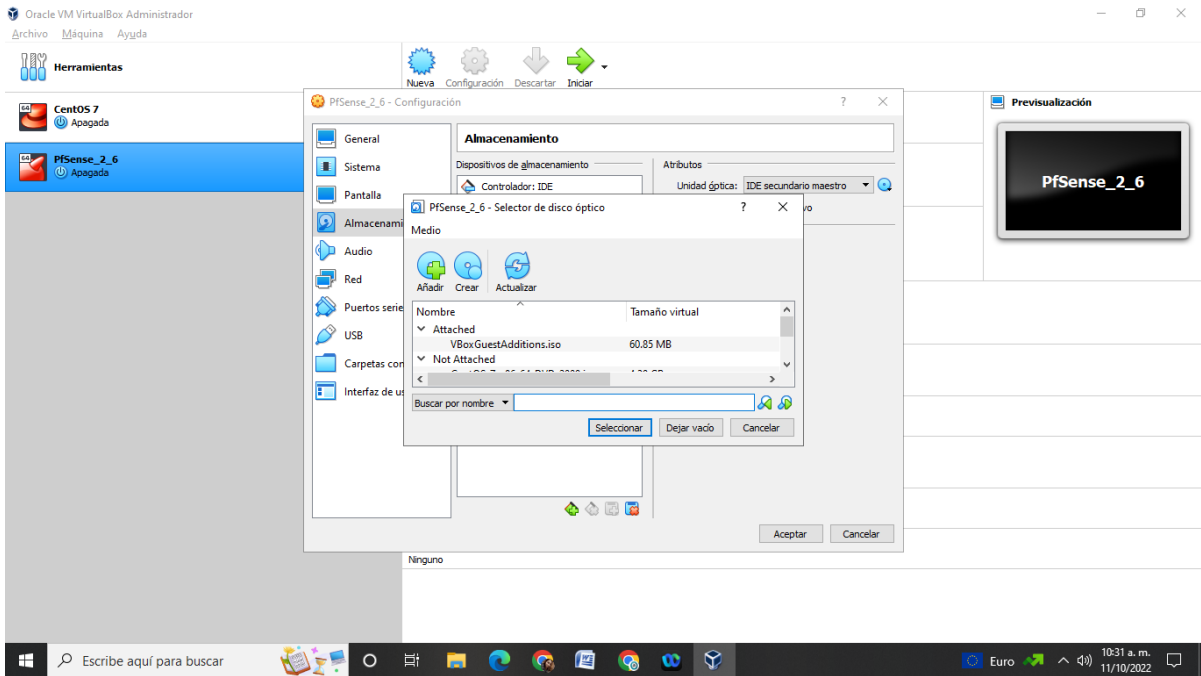 Oracle VM VirtualBox Administrador
Archivo Máquina Ayuda
Herramientas
Nueva Configuración Descartar Iniciar
64 CentOS 7
Apagada
64 PfSense_2_6
Apagada
PfSense_2_6 - Configuración ?
General
Sistema
Pantalla
Almacenami
Audio
Red
Puertos serie
USB
Carpetas con
Interfaz de us
Almacenamiento
Dispositivos de almacenamiento
Controlador: IDE
Atributos
Unidad óptica: IDE secundario maestro
vo
PfSense_2_6 - Selector de disco óptico ?
Medio
Añadir Crear Actualizar
Nombre Tamaño virtual
Attached
VBoxGuestAdditions.iso 60.85 MB
Not Attached
Buscar por nombre
Seleccionar Dejar vacío Cancelar
Aceptar Cancelar
Ninguno
Previsualización
PfSense_2_6
Escribe aquí para buscar
Euro
10:31 a. m.
11/10/2022